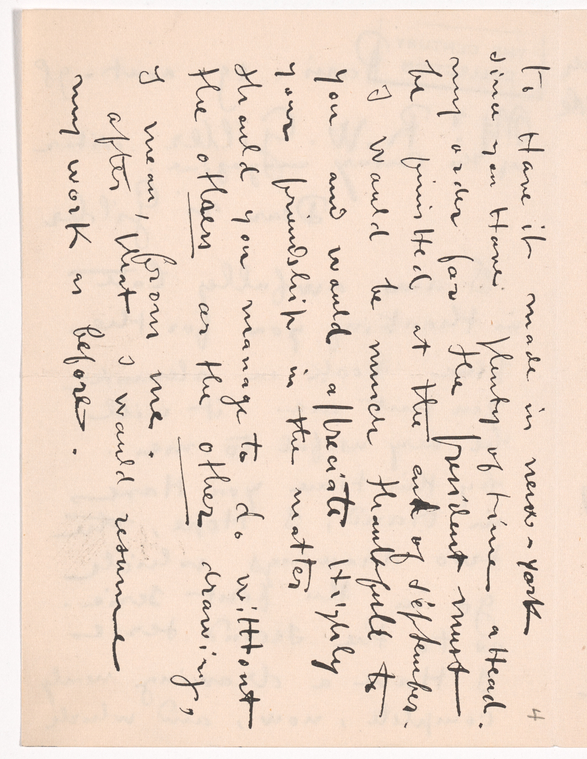 to Have it made in new-york
since you Have plenty of time aHead.
my order for the president must
be finisHed at the end of september.
I would be much thankfull to
you and would appreciate Highly
your friendship in the matter
should you manage to do witHout
the others or the other drawing,
I mean, from me.
after that I would resume
my work as before.
4